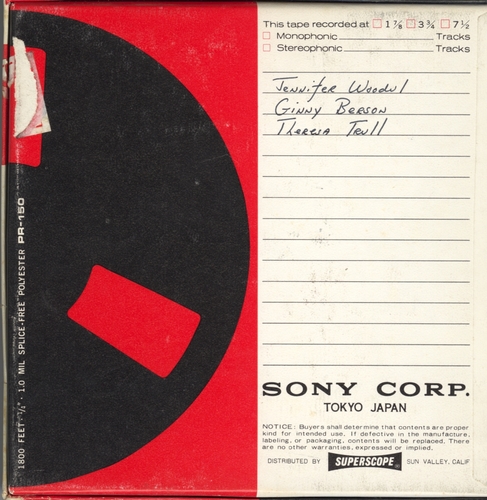 This tape recorded at 1 7/8 3 3/4 7 1/2
Monophonic Tracks
Stereophonic Tracks
Jennifer Woodul
Ginny Berson
Theresa Trull
1800 FEET · 1/4" · 1.0 MIL SPLICE-FREE POLYESTER PR-150
SONY CORP.
TOKYO JAPAN
NOTICE: Buyers shall determine that contents are proper
kind for intended use. If defective in the manufacture,
labeling, or packaging, contents will be replaced. There
are no other warranties, expressed or implied.
DISTRIBUTED BY SUPERSCOPE SUN VALLEY, CALIF